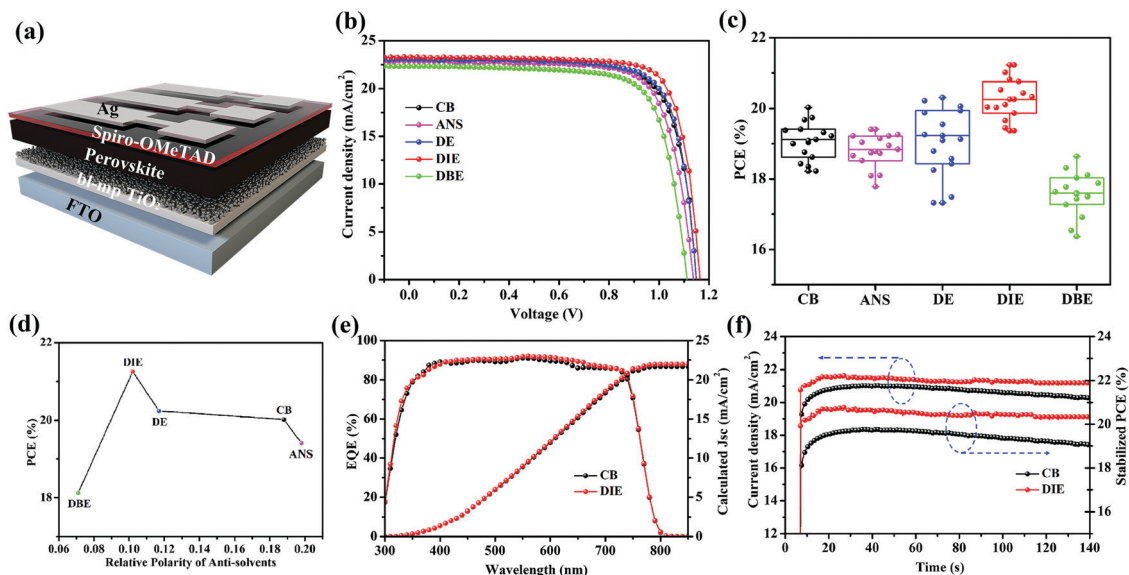 (a)
Ag
Spiro-OMeTAD
Perovskite
bl-mp TiO₂
FTO
(b)
Current density (mA/cm²)
25
20
15
10
5
0
CB
ANS
DE
DIE
DBE
0.0 0.2 0.4 0.6 0.8 1.0 1.2
Voltage (V)
(c)
PCE (%)
22
20
18
16
CB ANS DE DIE DBE
(d)
PCE (%)
22
20
18
DIE
DE
CB
ANS
DBE
0.06 0.08 0.10 0.12 0.14 0.16 0.18 0.20
Relative Polarity of Anti-solvents
(e)
EQE (%)
100
80
60
40
20
0
CB
DIE
25
20
15
10
5
0
Calculated Jsc (mA/cm²)
300 400 500 600 700 800
Wavelength (nm)
(f)
Current density (mA/cm²)
24
22
20
18
16
14
12
CB
DIE
24
22
20
18
16
Stabilized PCE (%)
0 20 40 60 80 100 120 140
Time (s)